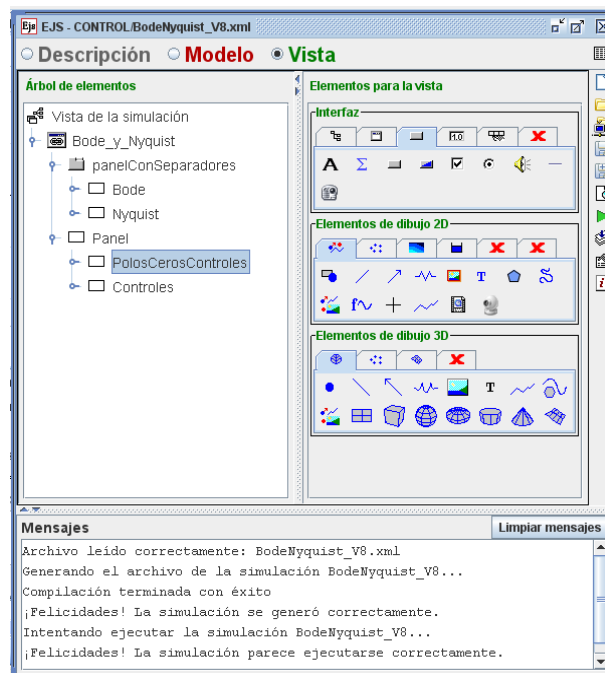 Ejs EJS - CONTROL/BodeNyquist_V8.xml
Descripción Modelo Vista
Árbol de elementos
Elementos para la vista
Vista de la simulación
Bode_y_Nyquist
panelConSeparadores
Bode
Nyquist
Panel
PolosCerosControles
Controles
Interfaz
1.0
A Σ
Elementos de dibujo 2D
T
f
Elementos de dibujo 3D
T
Mensajes
Limpiar mensajes
Archivo leído correctamente: BodeNyquist_V8.xml
Generando el archivo de la simulación BodeNyquist_V8...
Compilación terminada con éxito
¡Felicidades! La simulación se generó correctamente.
Intentando ejecutar la simulación BodeNyquist_V8...
¡Felicidades! La simulación parece ejecutarse correctamente.